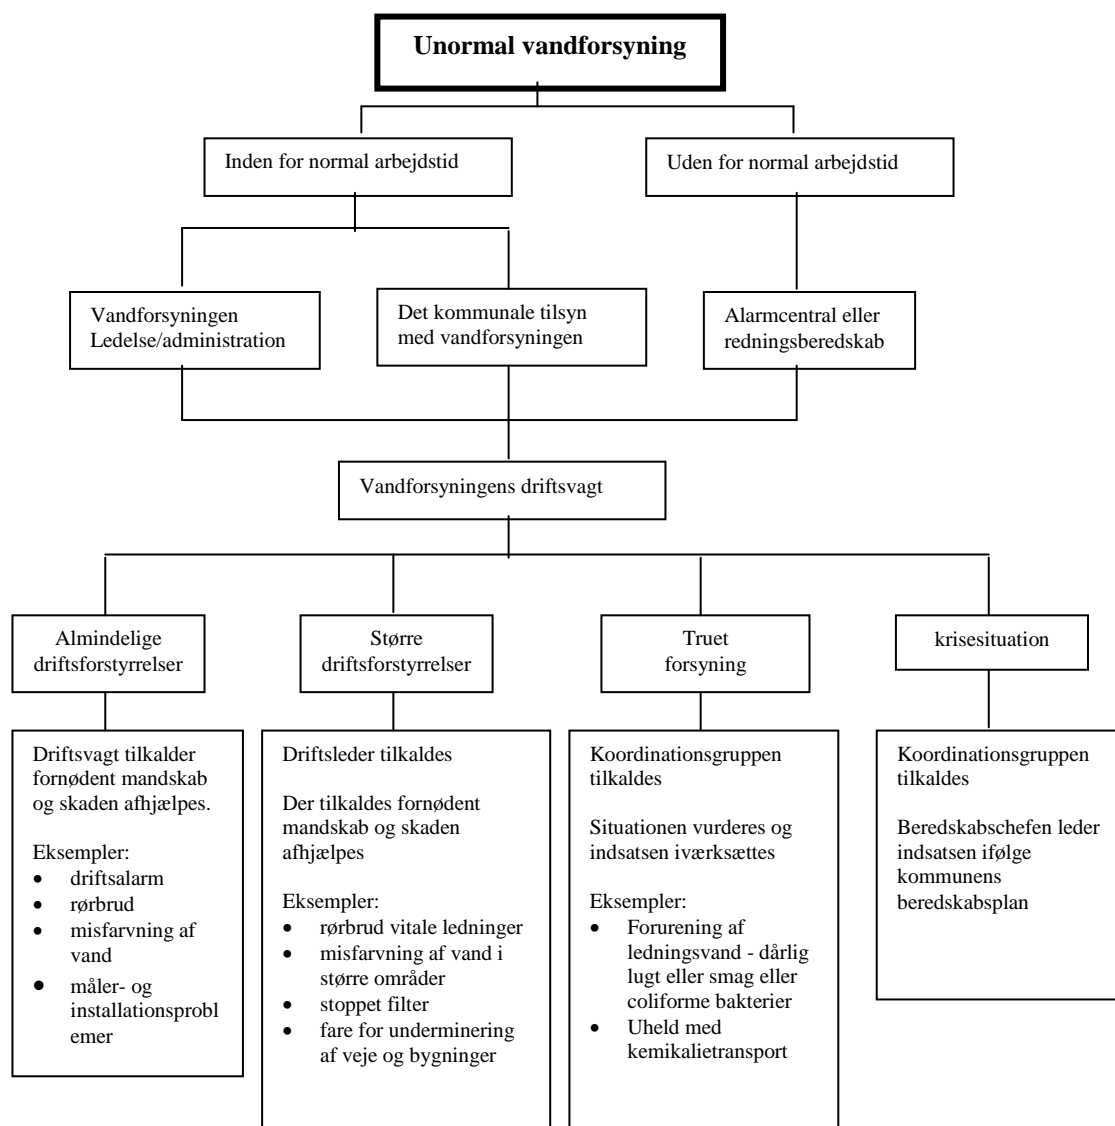 Unormal vandforsyning
Inden for normal arbejdstid
Uden for normal arbejdstid
Vandforsyningen
Ledelse/administration
Det kommunale tilsyn
med vandforsyningen
Alarmcentral eller
redningsberedskab
Vandforsyningens driftsvagt
Almindelige
driftsforstyrrelser
Større
driftsforstyrrelser
Truet
forsyning
krisesituation
Driftsvagt tilkalder
fornødent mandskab
og skaden afhjælpes.
Eksempler:
• driftsalarm
• rørbrud
• misfarvning af
vand
• måler- og
installationsprobl
emer
Driftsleder tilkaldes
Der tilkaldes fornødent
mandskab og skaden
afhjælpes
Eksempler:
• rørbrud vitale ledninger
• misfarvning af vand i
større områder
• stoppet filter
• fare for underminering
af veje og bygninger
Koordinationsgruppen
tilkaldes
Situationen vurderes og
indsatsen iværksættes
Eksempler:
• Forurening af
ledningsvand - dårlig
lugt eller smag eller
coliforme bakterier
• Uheld med
kemikalietransport
Koordinationsgruppen
tilkaldes
Beredskabschefen leder
indsatsen ifølge
kommunens
beredskabsplan